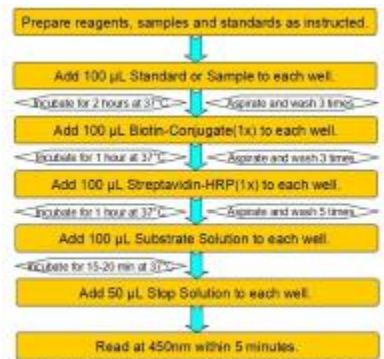 Prepare reagents, samples and standards as instructed.
Add 100 µL Standard or Sample to each well.
Incubate for 2 hours at 37°C
Aspirate and wash 3 times
Add 100 µL Biotin-Conjugate(1x) to each well.
Incubate for 1 hour at 37°C
Aspirate and wash 3 times
Add 100 µL Streptavidin-HRP(1x) to each well.
Incubate for 1 hour at 37°C
Aspirate and wash 5 times
Add 100 µL Substrate Solution to each well.
Incubate for 15-20 min at 37°C
Add 50 µL Stop Solution to each well.
Read at 450nm within 5 minutes.